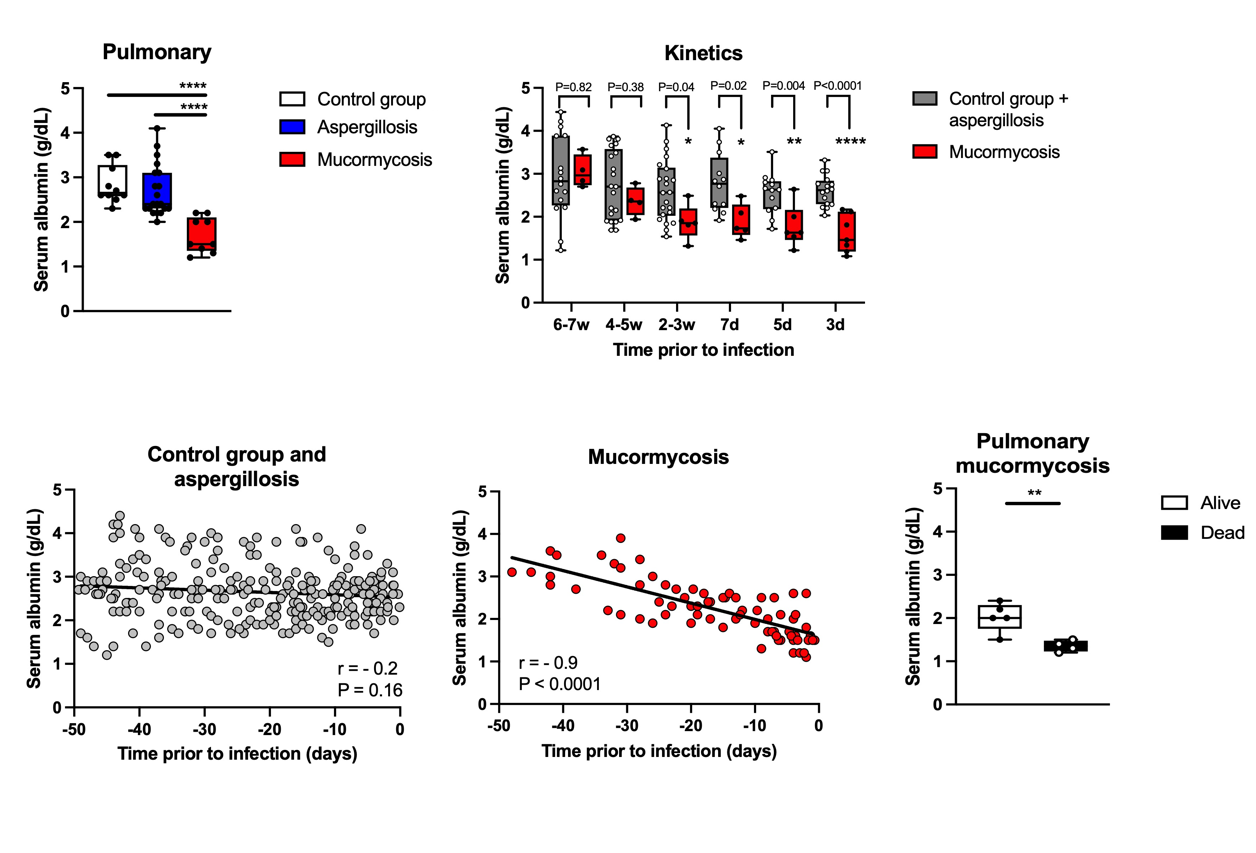 Pulmonary
Serum albumin (g/dL)
5
4
3
2
1
0
****
****
Control group
Aspergillosis
Mucormycosis
Kinetics
Serum albumin (g/dL)
5
4
3
2
1
0
P=0.82
P=0.38
P=0.04
P=0.02
P=0.004
P<0.0001
*
*
**
****
6-7w
4-5w
2-3w
7d
5d
3d
Time prior to infection
Control group +
aspergillosis
Mucormycosis
Control group and
aspergillosis
Serum albumin (g/dL)
5
4
3
2
1
0
r = - 0.2
P = 0.16
-50
-40
-30
-20
-10
0
Time prior to infection (days)
Mucormycosis
Serum albumin (g/dL)
5
4
3
2
1
0
r = - 0.9
P < 0.0001
-50
-40
-30
-20
-10
0
Time prior to infection (days)
Pulmonary
mucormycosis
Serum albumin (g/dL)
5
4
3
2
1
0
**
Alive
Dead